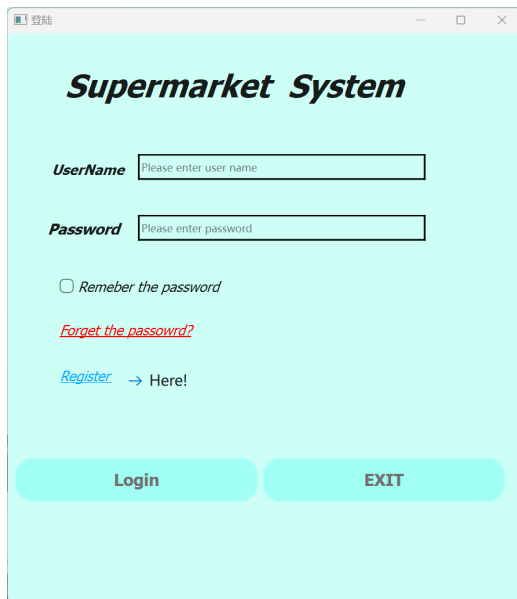 登陆
Supermarket System
UserName Please enter user name
Password Please enter password
Remeber the password
Forget the passowrd?
Register → Here!
Login EXIT